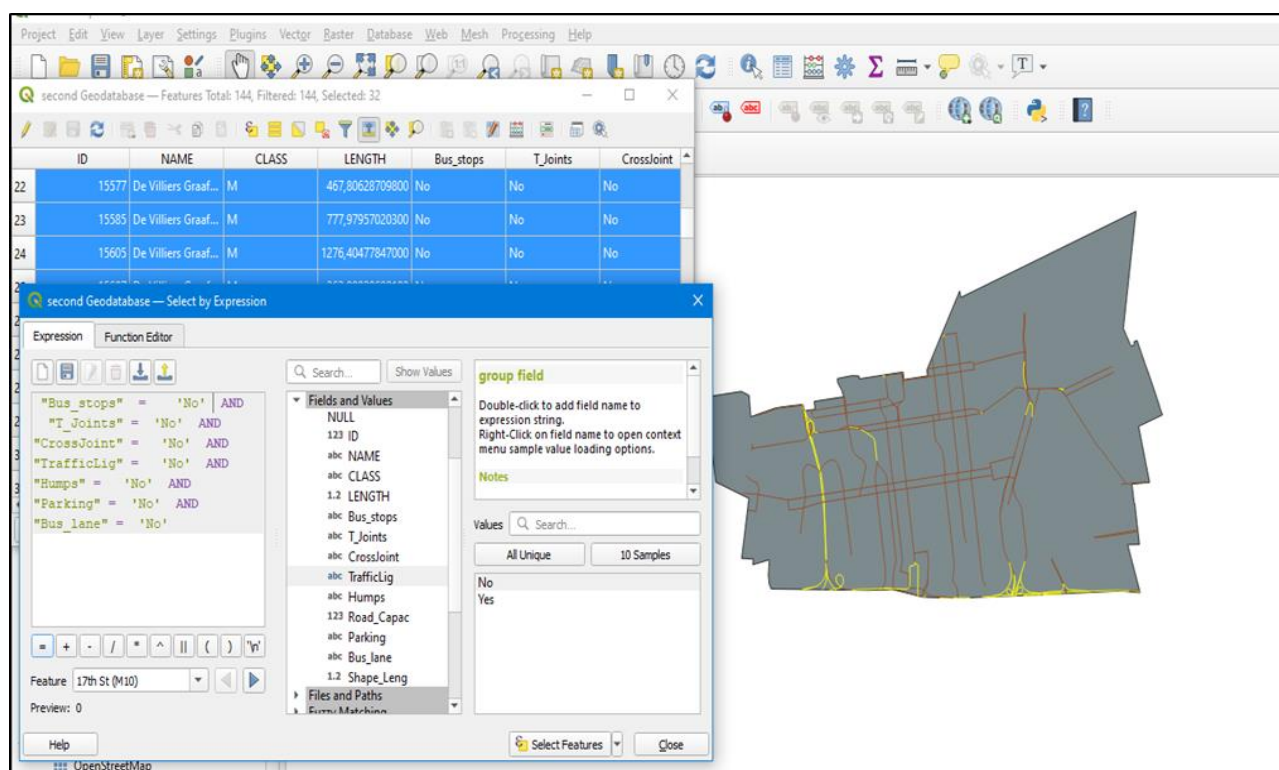 Project Edit View Layer Settings Plugins Vector Raster Database Web Mesh Processing Help
second Geodatabase — Features Total: 144, Filtered: 144, Selected: 32
ID NAME CLASS LENGTH Bus_stops T_Joints CrossJoint
22 15577 De Villiers Graaf... M 467,80628709800 No No No
23 15585 De Villiers Graaf... M 777,97957020300 No No No
24 15605 De Villiers Graaf... M 1276,40477847000 No No No
second Geodatabase — Select by Expression
Expression Function Editor
Search... Show Values
"Bus_stops" = 'No' AND
"T_Joints" = 'No' AND
"CrossJoint" = 'No' AND
"TrafficLig" = 'No' AND
"Humps" = 'No' AND
"Parking" = 'No' AND
"Bus_lane" = 'No'
= + - / * ^ || ( ) '\n'
Feature 17th St (M10)
Preview: 0
Fields and Values
NULL
123 ID
abc NAME
abc CLASS
1.2 LENGTH
abc Bus_stops
abc T_Joints
abc CrossJoint
abc TrafficLig
abc Humps
123 Road_Capac
abc Parking
abc Bus_lane
1.2 Shape_Leng
Files and Paths
Fuzzy Matching
group field
Double-click to add field name to
expression string.
Right-Click on field name to open context
menu sample value loading options.
Notes
Values Search...
All Unique 10 Samples
No
Yes
Help Select Features Close
OpenStreetMap